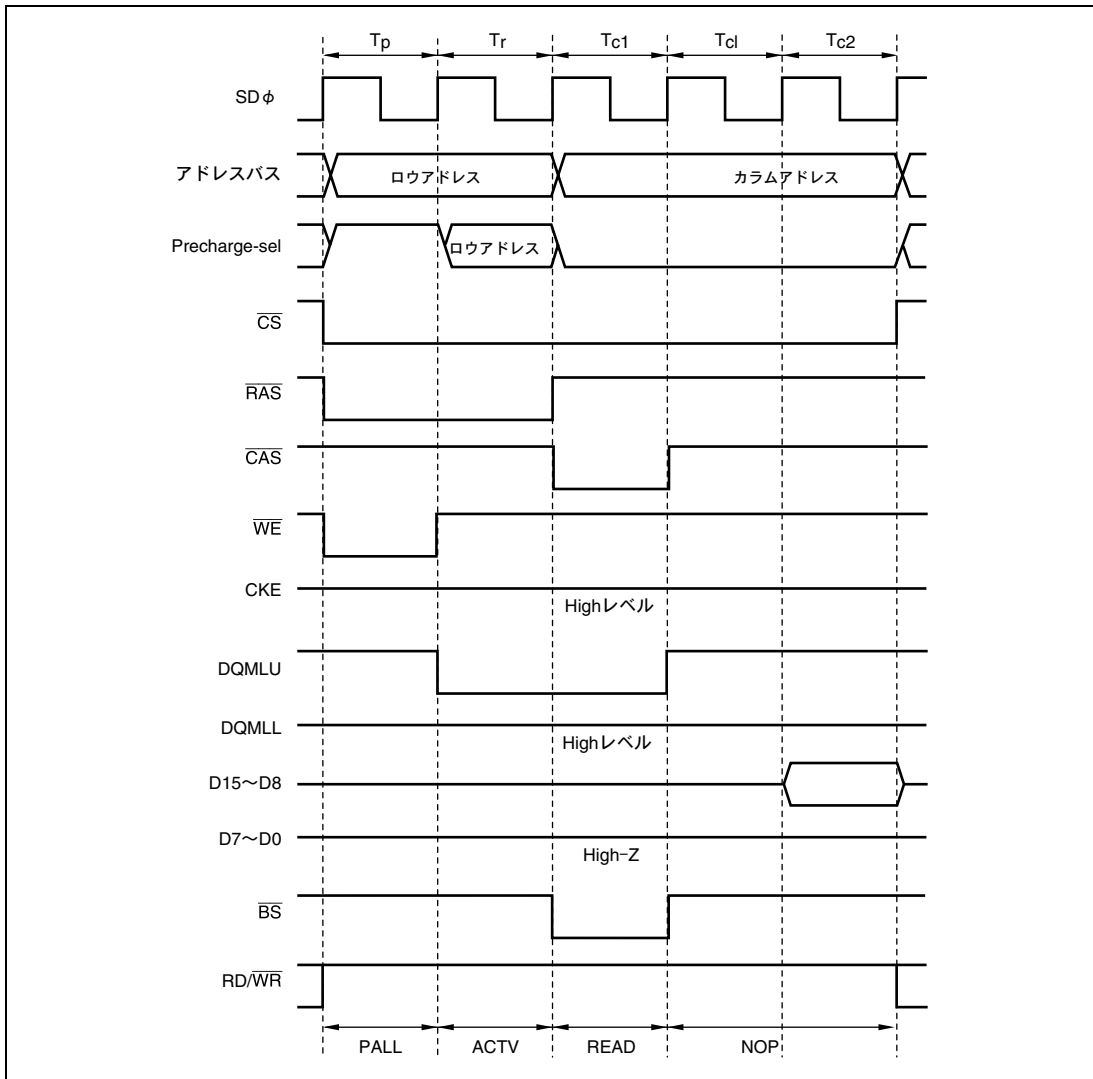 Tp Tr Tc1 Tcl Tc2
SDφ
アドレスバス ロウアドレス カラムアドレス
Precharge-sel ロウアドレス
CS
RAS
CAS
WE
CKE
Highレベル
DQMLU
DQMLL
Highレベル
D15～D8
D7～D0
High-Z
BS
RD/WR
PALL ACTV READ NOP